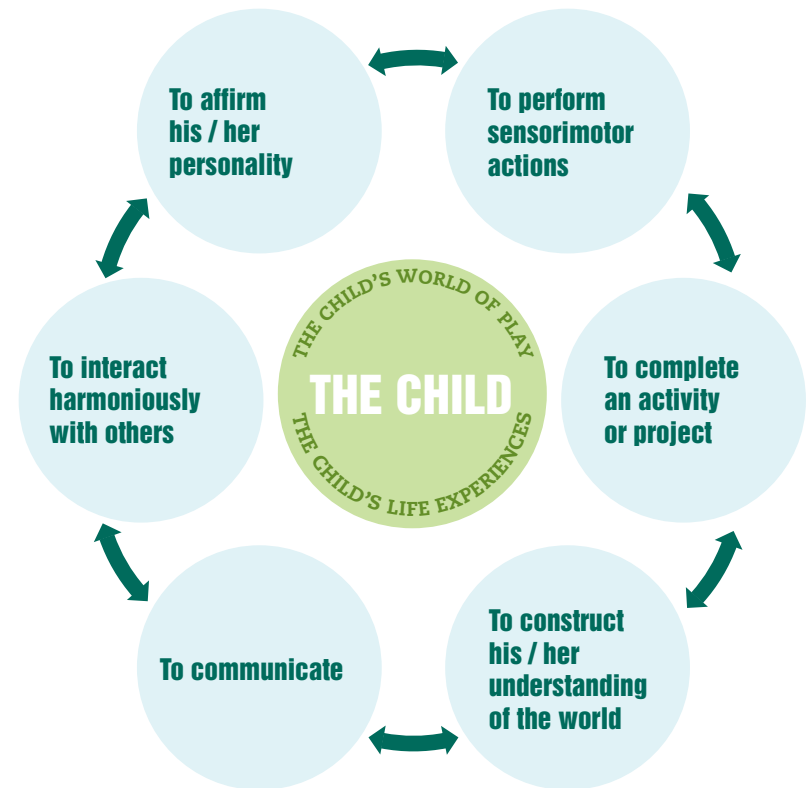 To affirm
his / her
personality
To perform
sensorimotor
actions
THE CHILD'S WORLD OF PLAY
THE CHILD
THE CHILD'S LIFE EXPERIENCES
To interact
harmoniously
with others
To complete
an activity
or project
To communicate
To construct
his / her
understanding
of the world